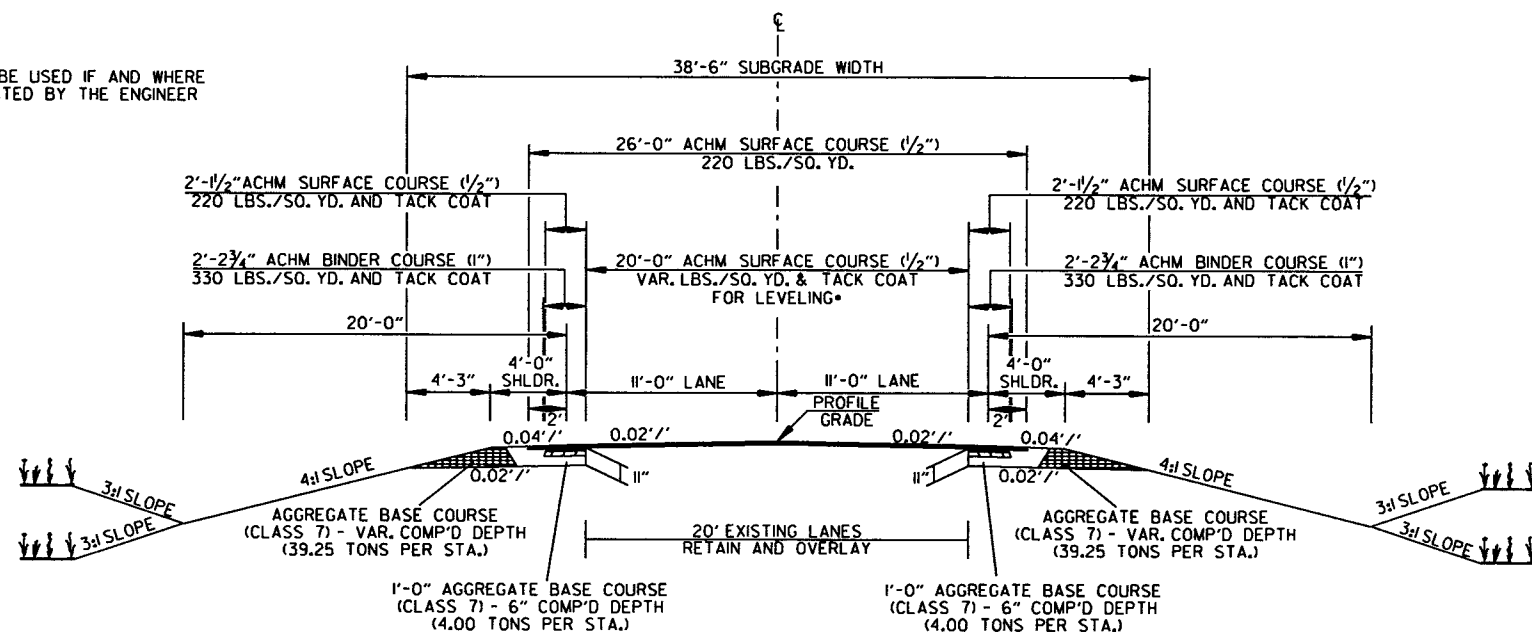 ℄
BE USED IF AND WHERE
TED BY THE ENGINEER
38'-6" SUBGRADE WIDTH
26'-0" ACHM SURFACE COURSE (1/2")
220 LBS./SQ. YD.
2'-1 1/2" ACHM SURFACE COURSE (1/2")
220 LBS./SQ. YD. AND TACK COAT
2'-1 1/2" ACHM SURFACE COURSE (1/2")
220 LBS./SQ. YD. AND TACK COAT
2'-2 3/4" ACHM BINDER COURSE (1")
330 LBS./SQ. YD. AND TACK COAT
20'-0" ACHM SURFACE COURSE (1/2")
VAR. LBS./SQ. YD. & TACK COAT
FOR LEVELING•
2'-2 3/4" ACHM BINDER COURSE (1")
330 LBS./SQ. YD. AND TACK COAT
20'-0"
20'-0"
4'-3"
4'-0"
SHLDR.
11'-0" LANE
11'-0" LANE
4'-0"
SHLDR.
4'-3"
2'
PROFILE
GRADE
2'
0.04'/'
0.02'/'
0.02'/'
0.04'/'
4:1 SLOPE
0.02'/'
11"
11"
0.02'/'
4:1 SLOPE
3:1 SLOPE
3:1 SLOPE
3:1 SLOPE
3:1 SLOPE
AGGREGATE BASE COURSE
(CLASS 7) - VAR. COMP'D DEPTH
(39.25 TONS PER STA.)
20' EXISTING LANES
RETAIN AND OVERLAY
AGGREGATE BASE COURSE
(CLASS 7) - VAR. COMP'D DEPTH
(39.25 TONS PER STA.)
1'-0" AGGREGATE BASE COURSE
(CLASS 7) - 6" COMP'D DEPTH
(4.00 TONS PER STA.)
1'-0" AGGREGATE BASE COURSE
(CLASS 7) - 6" COMP'D DEPTH
(4.00 TONS PER STA.)